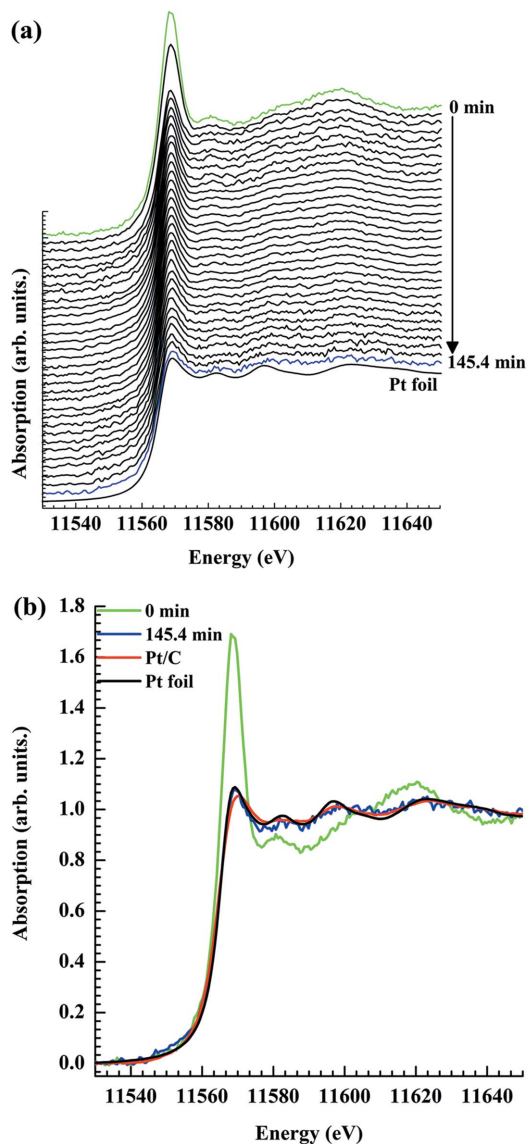 (a)
0 min
145.4 min
Pt foil
Absorption (arb. units.)
11540 11560 11580 11600 11620 11640
Energy (eV)
(b)
1.8
1.6
1.4
1.2
1.0
0.8
0.6
0.4
0.2
0.0
0 min
145.4 min
Pt/C
Pt foil
Absorption (arb. units.)
11540 11560 11580 11600 11620 11640
Energy (eV)